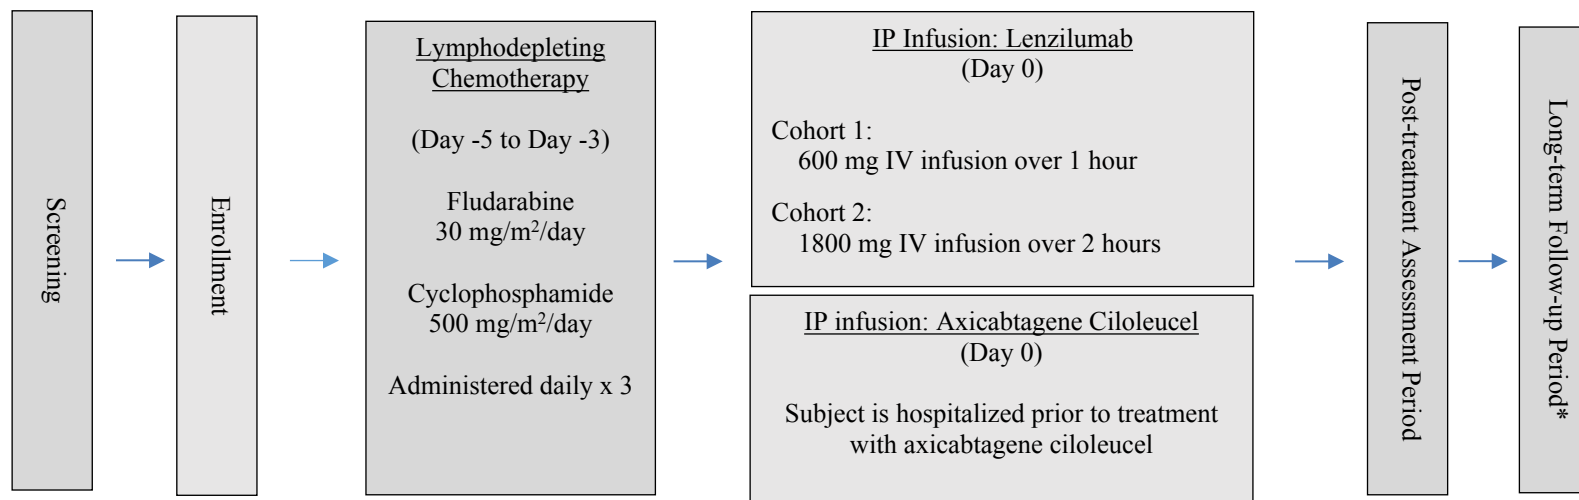 Screening
Enrollment
Lymphodepleting
Chemotherapy
(Day -5 to Day -3)
Fludarabine
30 mg/m²/day
Cyclophosphamide
500 mg/m²/day
Administered daily x 3
IP Infusion: Lenzilumab
(Day 0)
Cohort 1:
600 mg IV infusion over 1 hour
Cohort 2:
1800 mg IV infusion over 2 hours
IP infusion: Axicabtagene Ciloleucel
(Day 0)
Subject is hospitalized prior to treatment
with axicabtagene ciloleucel
Post-treatment Assessment Period
Long-term Follow-up Period*